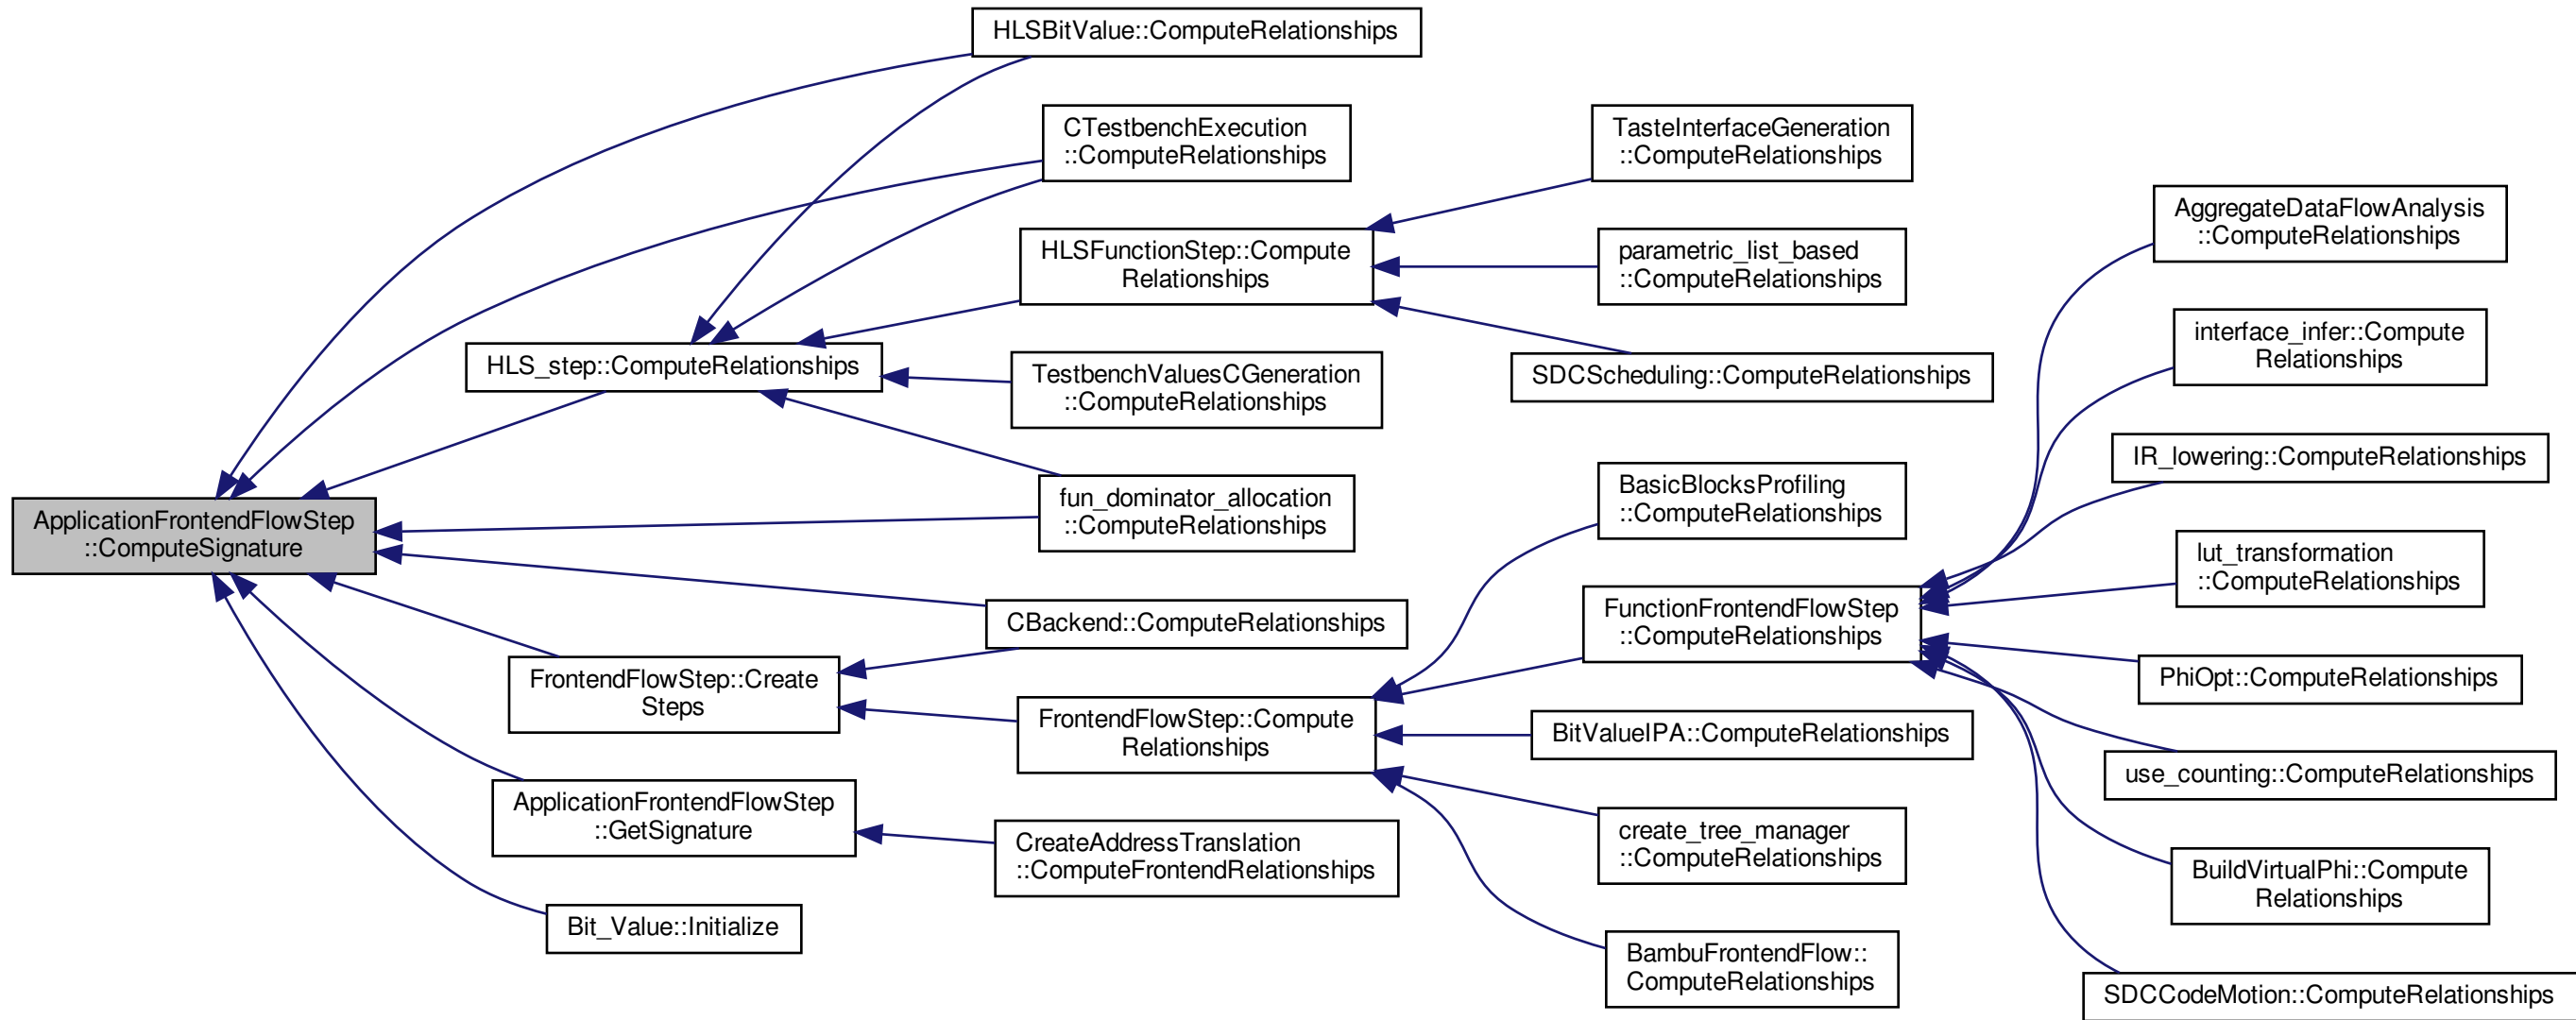 HLSBitValue::ComputeRelationships
CTestbenchExecution
::ComputeRelationships
TasteInterfaceGeneration
::ComputeRelationships
AggregateDataFlowAnalysis
::ComputeRelationships
HLSFunctionStep::Compute
Relationships
parametric_list_based
::ComputeRelationships
interface_infer::Compute
Relationships
HLS_step::ComputeRelationships
TestbenchValuesCGeneration
::ComputeRelationships
SDCScheduling::ComputeRelationships
IR_lowering::ComputeRelationships
ApplicationFrontendFlowStep
::ComputeSignature
fun_dominator_allocation
::ComputeRelationships
BasicBlocksProfiling
::ComputeRelationships
lut_transformation
::ComputeRelationships
CBackend::ComputeRelationships
FunctionFrontendFlowStep
::ComputeRelationships
PhiOpt::ComputeRelationships
FrontendFlowStep::Create
Steps
FrontendFlowStep::Compute
Relationships
BitValueIPA::ComputeRelationships
use_counting::ComputeRelationships
ApplicationFrontendFlowStep
::GetSignature
CreateAddressTranslation
::ComputeFrontendRelationships
create_tree_manager
::ComputeRelationships
BuildVirtualPhi::Compute
Relationships
Bit_Value::Initialize
BambuFrontendFlow::
ComputeRelationships
SDCCodeMotion::ComputeRelationships